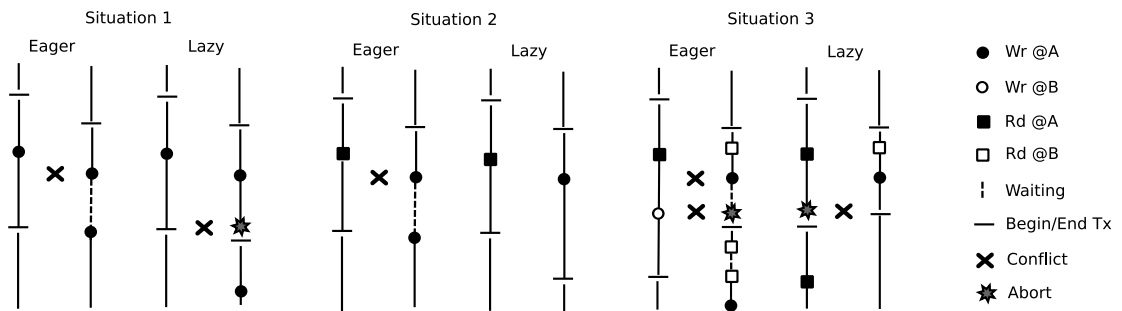 Situation 1
Situation 2
Situation 3
Eager
Lazy
Eager
Lazy
Eager
Lazy
Wr @A
Wr @B
Rd @A
Rd @B
Waiting
Begin/End Tx
Conflict
Abort